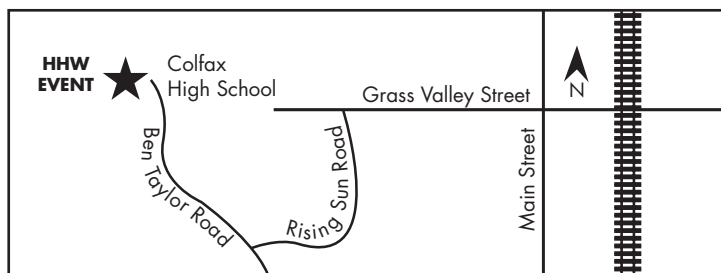 HHW
EVENT
Colfax
High School
Grass Valley Street
N
Ben Taylor Road
Rising Sun Road
Main Street